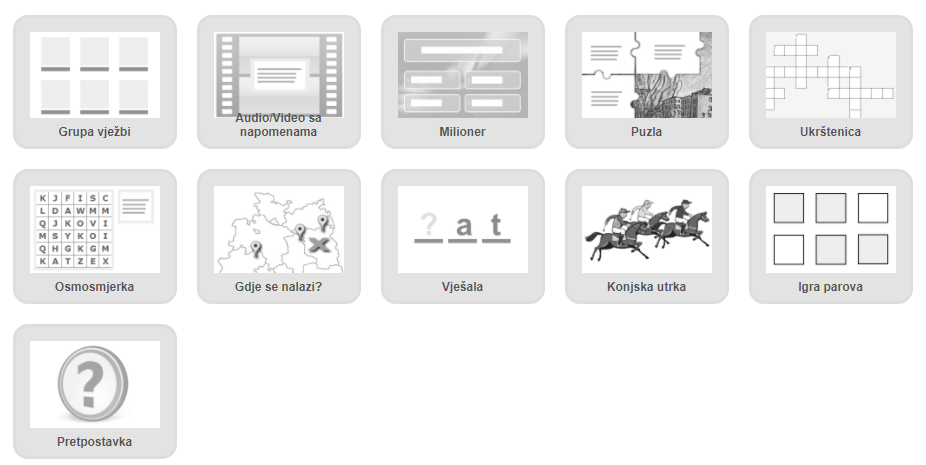 Grupa vježbi
Audio/Video sa
napomenama
Milioner
Puzla
Ukrštenica
K J F I S C
L D A W M M
Q J K O V I
M S Y K O I
Q H G K G M
K A T Z E X
Osmosmjerka
Gdje se nalazi?
? a t
Vješala
Konjska utrka
Igra parova
?
Pretpostavka